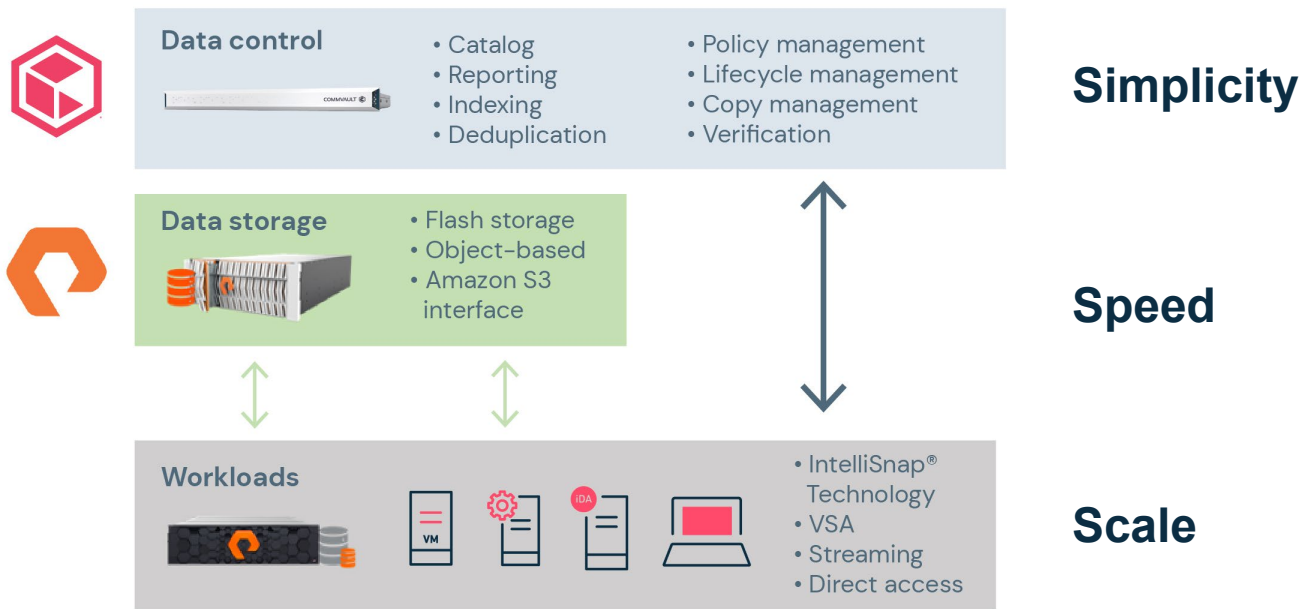 Data control
COMMVAULT
• Catalog
• Reporting
• Indexing
• Deduplication
• Policy management
• Lifecycle management
• Copy management
• Verification
Simplicity
Data storage
• Flash storage
• Object-based
• Amazon S3
interface
Speed
Workloads
VM
iDA
• IntelliSnap®
Technology
• VSA
• Streaming
• Direct access
Scale